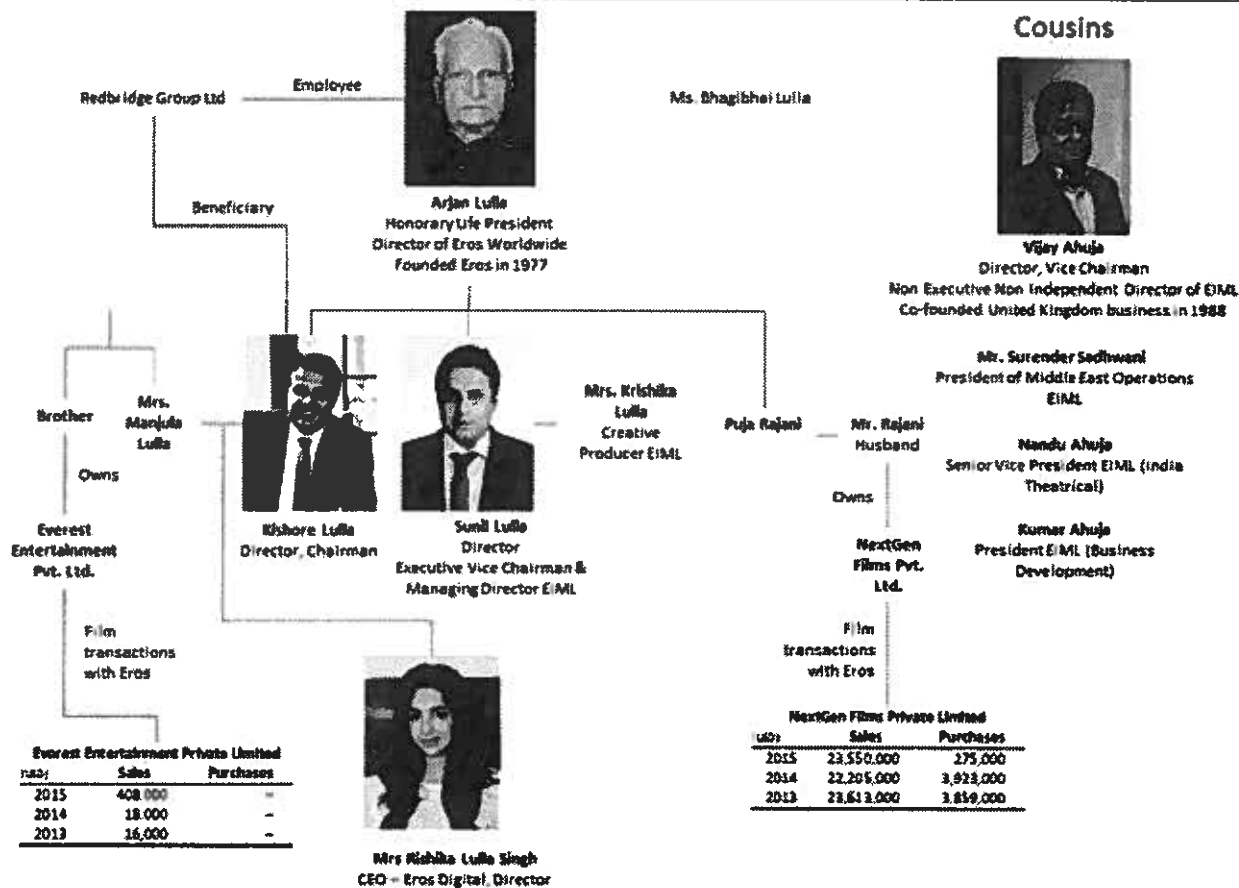 Cousins
Redbridge Group Ltd
Employee
Ms. Bhagibhai Lulla
Beneficiary
Arjan Lulla
Honorary Life President
Director of Eros Worldwide
Founded Eros in 1977
Vijay Ahuja
Director, Vice Chairman
Non Executive Non Independent Director of EIML
Co-founded United Kingdom business in 1988
Mr. Surender Sadhwani
President of Middle East Operations
EIML
Brother
Mrs.
Manjula
Lulla
Mrs. Krishika
Lulla
Creative
Producer EIML
Puja Rajani
Mr. Rajani
Husband
Nandu Ahuja
Senior Vice President EIML (India
Theatrical)
Owns
Owns
Everest
Entertainment
Pvt. Ltd.
Kishore Lulla
Director, Chairman
Sunil Lulla
Director
Executive Vice Chairman &
Managing Director EIML
NextGen
Films Pvt.
Ltd.
Kumar Ahuja
President EIML (Business
Development)
Film
transactions
with Eros
Film
transactions
with Eros
Everest Entertainment Private Limited
Sales Purchases
2015 408,000 –
2014 18,000 –
2013 16,000 –
NextGen Films Private Limited
Sales Purchases
2015 23,550,000 275,000
2014 22,205,000 3,923,000
2013 23,613,000 3,859,000
Mrs Rishika Lulla Singh
CEO – Eros Digital, Director